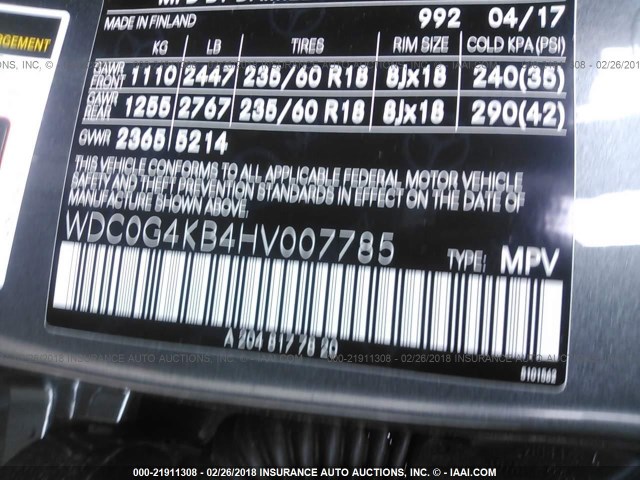 MADE IN FINLAND 992 04/17
KG LB TIRES RIM SIZE COLD KPA(PSI)
GAWR FRONT 1110 2447 235/60 R18 8Jx18 240(35)
GAWR REAR 1255 2767 235/60 R18 8Jx18 290(42)
GVWR 2365 5214
THIS VEHICLE CONFORMS TO ALL APPLICABLE FEDERAL MOTOR VEHICLE
SAFETY AND THEFT PREVENTION STANDARDS IN EFFECT ON THE DATE OF
MANUFACTURE SHOWN ABOVE.
WDC0G4KB4HV007785
TYPE: MPV
A 204 817 78 20
000-21911308 - 02/26/2018 INSURANCE AUTO AUCTIONS, INC. - © - IAAI.COM